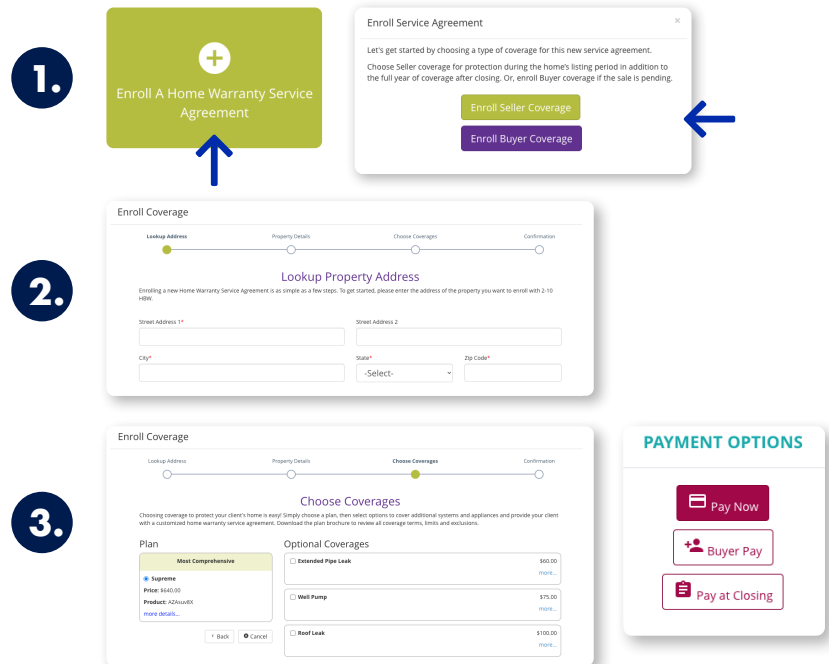 1.
Enroll A Home Warranty Service
Agreement
Enroll Service Agreement
×
Let's get started by choosing a type of coverage for this new service agreement.
Choose Seller coverage for protection during the home's listing period in addition to
the full year of coverage after closing. Or, enroll Buyer coverage if the sale is pending.
Enroll Seller Coverage
Enroll Buyer Coverage
2.
Enroll Coverage
Lookup Address
Property Details
Choose Coverages
Confirmation
Lookup Property Address
Enrolling a new Home Warranty Service Agreement is as simple as a few steps. To get started, please enter the address of the property you want to enroll with 2-10
HBW.
Street Address 1*
Street Address 2
City*
State*
Zip Code*
-Select-
3.
Enroll Coverage
Lookup Address
Property Details
Choose Coverages
Confirmation
Choose Coverages
Choosing coverage to protect your client's home is easy! Simply choose a plan, then select options to cover additional systems and appliances and provide your client
with a customized home warranty service agreement. Download the plan brochure to review all coverage terms, limits and exclusions.
Plan
Most Comprehensive
Supreme
Price: $640.00
Product: AZAsuv8X
more details...
Back
Cancel
Optional Coverages
Extended Pipe Leak
$60.00
more...
Well Pump
$75.00
more...
Roof Leak
$100.00
more...
PAYMENT OPTIONS
Pay Now
Buyer Pay
Pay at Closing